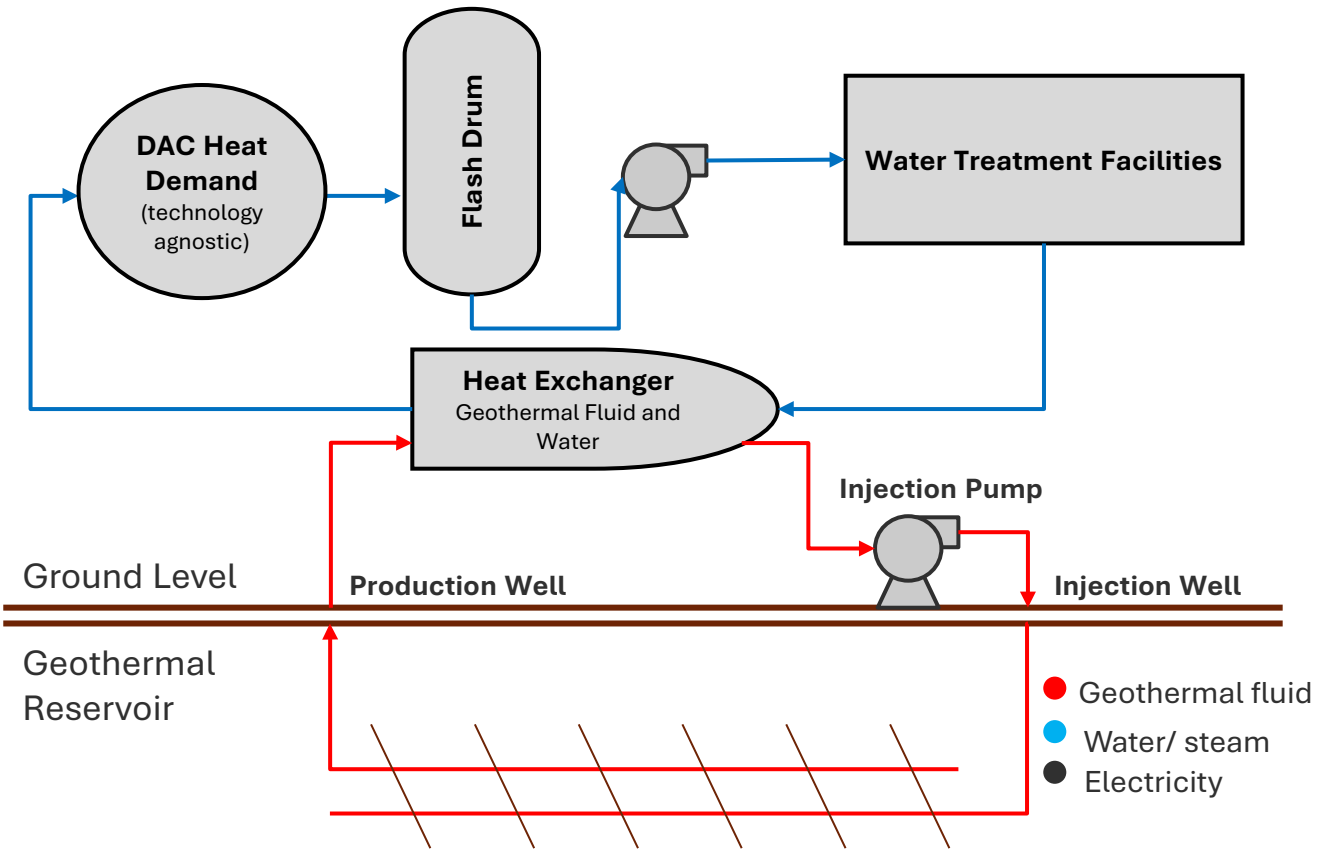 DAC Heat
Demand
(technology
agnostic)
Flash Drum
Water Treatment Facilities
Heat Exchanger
Geothermal Fluid and
Water
Injection Pump
Ground Level
Production Well
Injection Well
Geothermal
Reservoir
Geothermal fluid
Water/ steam
Electricity